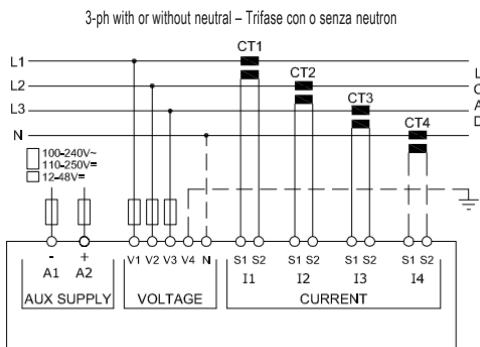 3-ph with or without neutral – Trifase con o senza neutron
CT1
L1
CT2
L2
CT3
L3
CT4
N
LOAD
100-240V~
110-250V=
12-48V=
- + V1 V2 V3 V4 N S1 S2 S1 S2 S1 S2 S1 S2
A1 A2 I1 I2 I3 I4
AUX SUPPLY VOLTAGE CURRENT